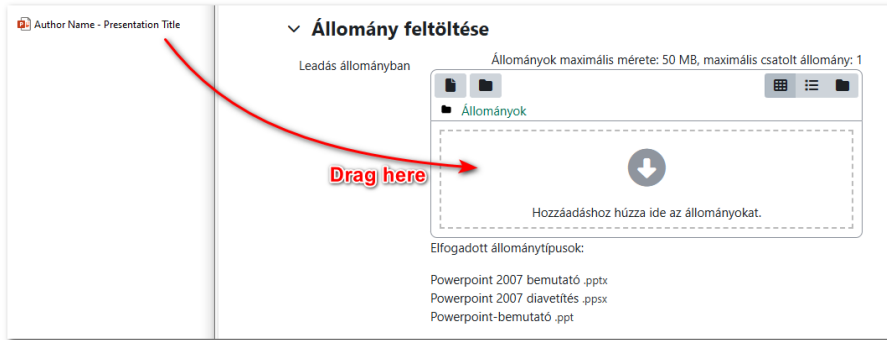 Author Name - Presentation Title
Állomány feltöltése
Leadás állományban
Állományok maximális mérete: 50 MB, maximális csatolt állomány: 1
Állományok
Drag here
Hozzáadáshoz húzza ide az állományokat.
Elfogadott állománytípusok:
Powerpoint 2007 bemutató .pptx
Powerpoint 2007 diavetítés .ppsx
Powerpoint-bemutató .ppt